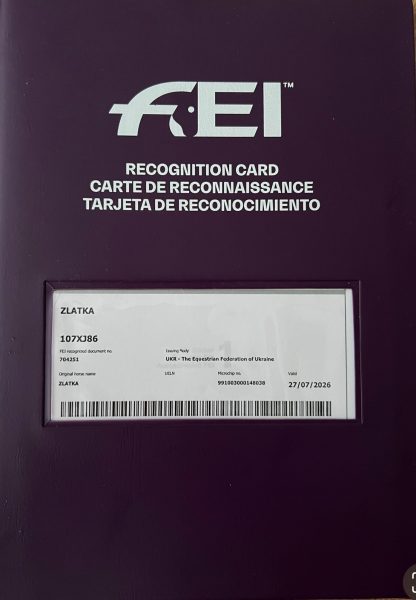 FEI™
RECOGNITION CARD
CARTE DE RECONNAISSANCE
TARJETA DE RECONOCIMIENTO
ZLATKA
107XJ86
FEI recognised document no. Issuing Body
704251 UKR - The Equestrian Federation of Ukraine
Original horse name UELN Microchip no. Valid
ZLATKA 991003000148038 27/07/2026